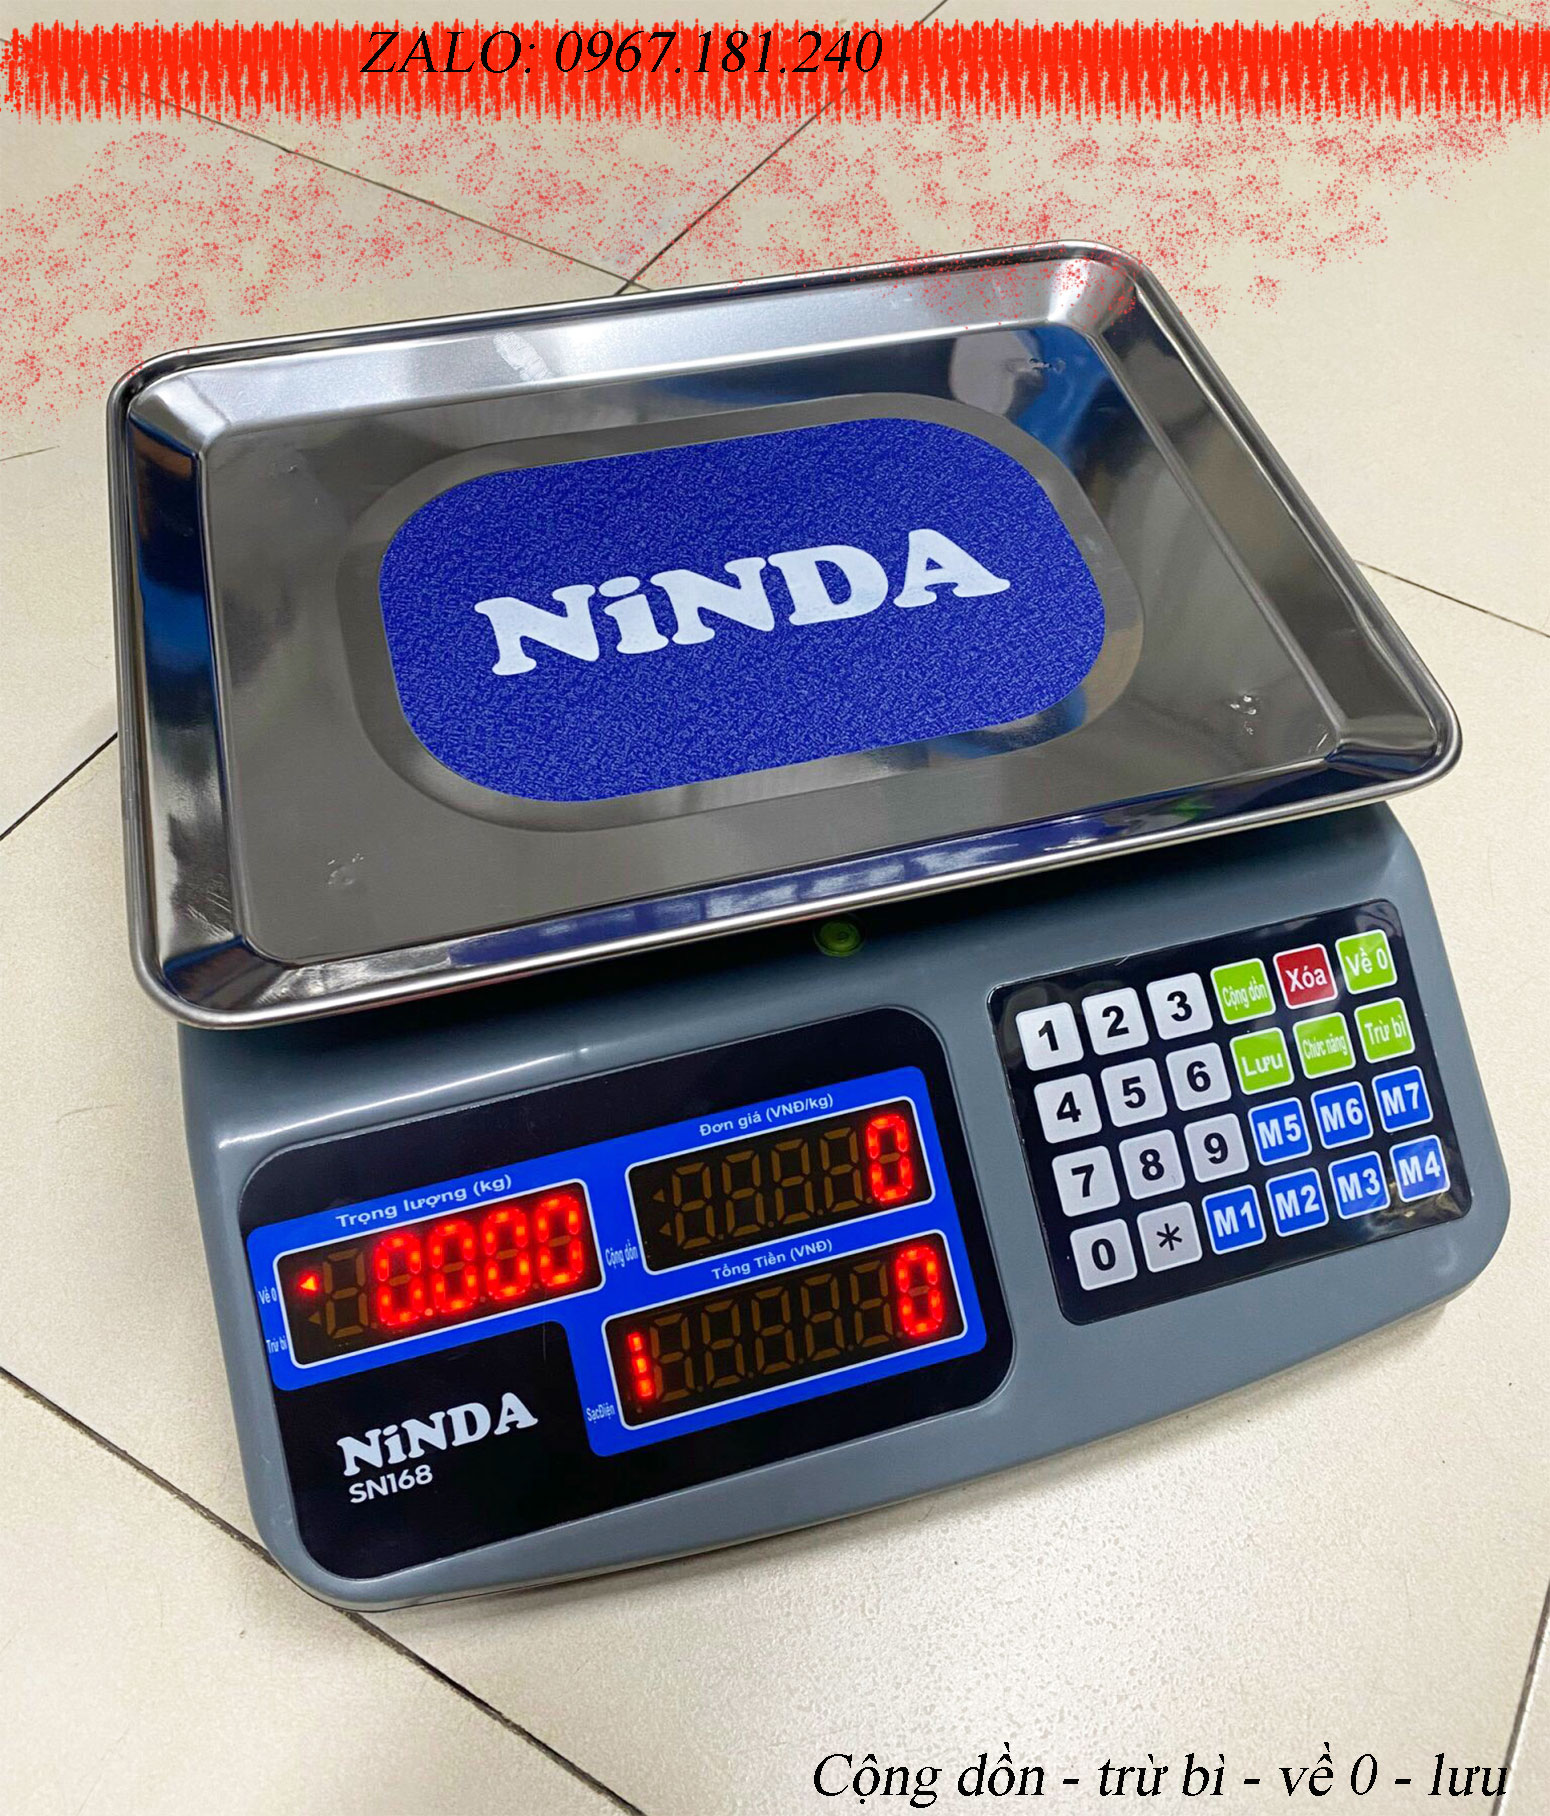 ZALO: 0967.181.240
NiNDA
1 2 3 Cộng dồn Xóa Về 0
4 5 6 Lưu Chức năng Trừ bì
7 8 9 M5 M6 M7
0 * M1 M2 M3 M4
Đơn giá (VNĐ/kg)
0
Trọng lượng (kg)
0.000
Về 0
Trừ bì
Cộng dồn
Tổng Tiền (VNĐ)
0
SạcĐiện
NiNDA
SN168
Cộng dồn - trừ bì - về 0 - lưu